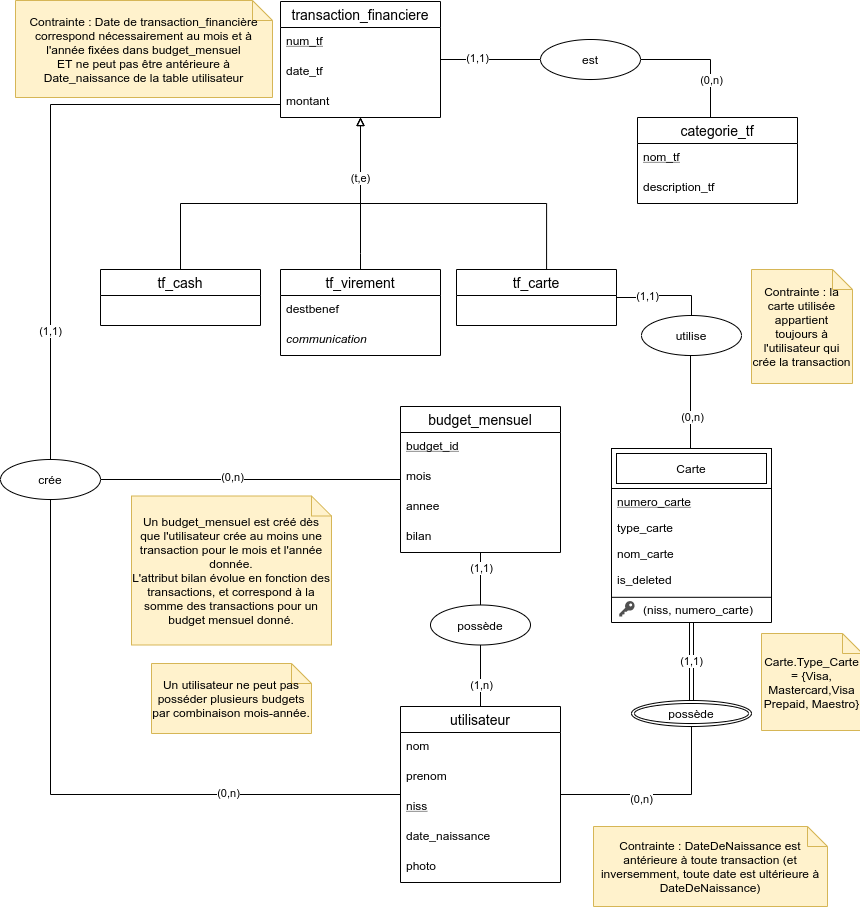 Contrainte : Date de transaction_financière
correspond nécessairement au mois et à
l'année fixées dans budget_mensuel
ET ne peut pas être antérieure à
Date_naissance de la table utilisateur
transaction_financiere
num_tf
date_tf
montant
(1,1)
est
(0,n)
categorie_tf
nom_tf
description_tf
(t,e)
tf_cash
tf_virement
destbenef
communication
tf_carte
(1,1)
utilise
Contrainte : la
carte utilisée
appartient
toujours à
l'utilisateur qui
crée la transaction
(1,1)
(0,n)
budget_mensuel
budget_id
mois
annee
bilan
Carte
numero_carte
type_carte
nom_carte
is_deleted
(niss, numero_carte)
crée
(0,n)
Un budget_mensuel est créé dès
que l'utilisateur crée au moins une
transaction pour le mois et l'année
donnée.
L'attribut bilan évolue en fonction des
transactions, et correspond à la
somme des transactions pour un
budget mensuel donné.
(1,1)
possède
(1,n)
Un utilisateur ne peut pas
posséder plusieurs budgets
par combinaison mois-année.
(1,1)
possède
Carte.Type_Carte
= {Visa,
Mastercard,Visa
Prepaid, Maestro}
utilisateur
nom
prenom
niss
date_naissance
photo
(0,n)
(0,n)
Contrainte : DateDeNaissance est
antérieure à toute transaction (et
inversemment, toute date est ultérieure à
DateDeNaissance)